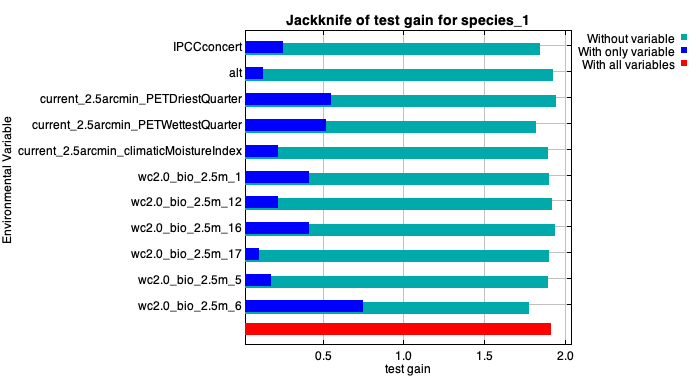 Jackknife of test gain for species_1
Without variable
With only variable
With all variables
Environmental Variable
IPCCconcert
alt
current_2.5arcmin_PETDriestQuarter
current_2.5arcmin_PETWettestQuarter
current_2.5arcmin_climaticMoistureIndex
wc2.0_bio_2.5m_1
wc2.0_bio_2.5m_12
wc2.0_bio_2.5m_16
wc2.0_bio_2.5m_17
wc2.0_bio_2.5m_5
wc2.0_bio_2.5m_6
0.5 1.0 1.5 2.0
test gain